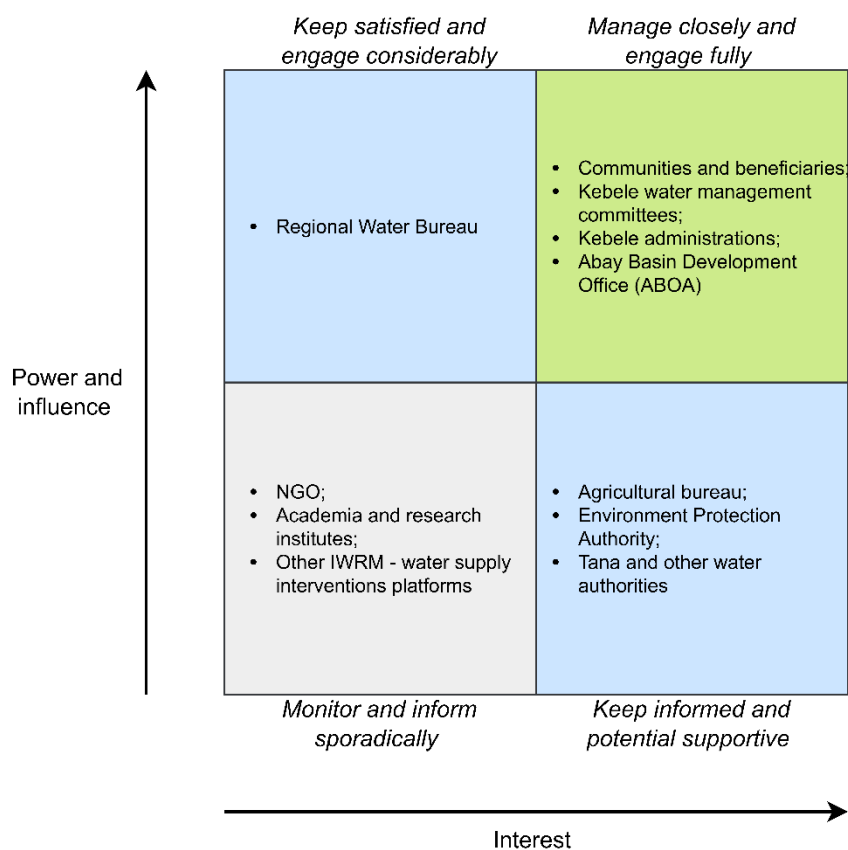 Keep satisfied and
engage considerably
Manage closely and
engage fully
• Regional Water Bureau
• Communities and beneficiaries;
• Kebele water management
committees;
• Kebele administrations;
• Abay Basin Development
Office (ABOA)
Power and
influence
• NGO;
• Academia and research
institutes;
• Other IWRM - water supply
interventions platforms
• Agricultural bureau;
• Environment Protection
Authority;
• Tana and other water
authorities
Monitor and inform
sporadically
Keep informed and
potential supportive
Interest